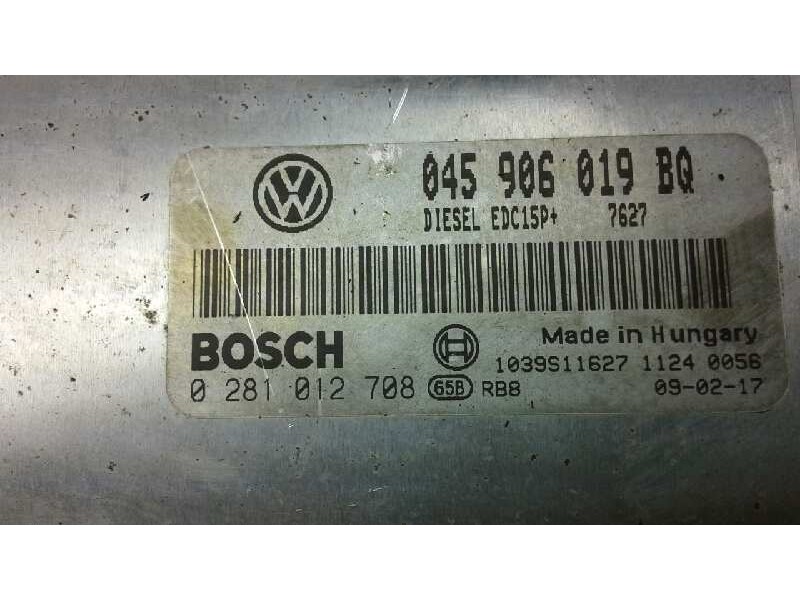 045 906 019 BQ
DIESEL EDC15P+ 7627
BOSCH
Made in Hungary
1039S11627 1124 0056
0 281 012 708 65B RB8 09-02-17